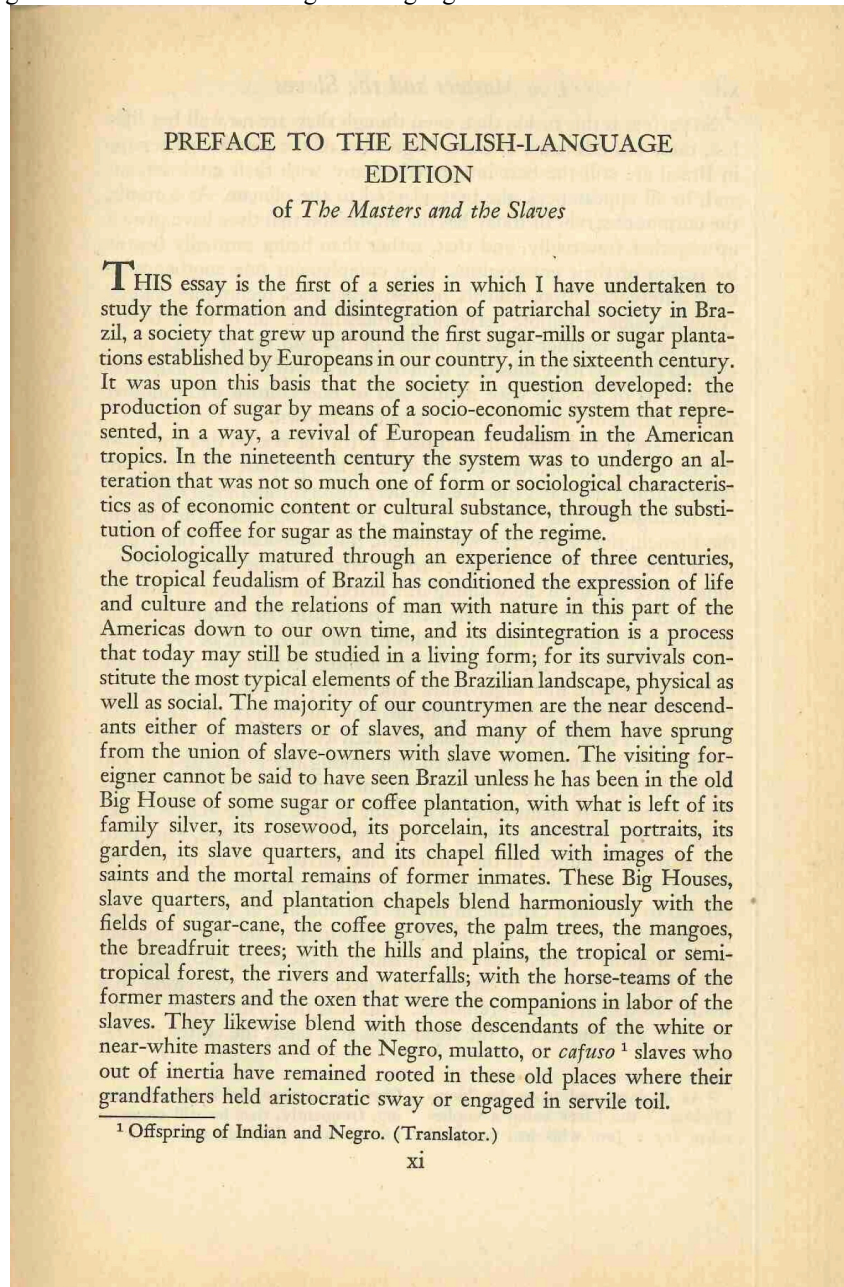 PREFACE TO THE ENGLISH-LANGUAGE
EDITION
of The Masters and the Slaves
THIS essay is the first of a series in which I have undertaken to
study the formation and disintegration of patriarchal society in Bra-
zil, a society that grew up around the first sugar-mills or sugar planta-
tions established by Europeans in our country, in the sixteenth century.
It was upon this basis that the society in question developed: the
production of sugar by means of a socio-economic system that repre-
sented, in a way, a revival of European feudalism in the American
tropics. In the nineteenth century the system was to undergo an al-
teration that was not so much one of form or sociological characteris-
tics as of economic content or cultural substance, through the substi-
tution of coffee for sugar as the mainstay of the regime.
Sociologically matured through an experience of three centuries,
the tropical feudalism of Brazil has conditioned the expression of life
and culture and the relations of man with nature in this part of the
Americas down to our own time, and its disintegration is a process
that today may still be studied in a living form; for its survivals con-
stitute the most typical elements of the Brazilian landscape, physical as
well as social. The majority of our countrymen are the near descend-
ants either of masters or of slaves, and many of them have sprung
from the union of slave-owners with slave women. The visiting for-
eigner cannot be said to have seen Brazil unless he has been in the old
Big House of some sugar or coffee plantation, with what is left of its
family silver, its rosewood, its porcelain, its ancestral portraits, its
garden, its slave quarters, and its chapel filled with images of the
saints and the mortal remains of former inmates. These Big Houses,
slave quarters, and plantation chapels blend harmoniously with the
fields of sugar-cane, the coffee groves, the palm trees, the mangoes,
the breadfruit trees; with the hills and plains, the tropical or semi-
tropical forest, the rivers and waterfalls; with the horse-teams of the
former masters and the oxen that were the companions in labor of the
slaves. They likewise blend with those descendants of the white or
near-white masters and of the Negro, mulatto, or cafuso ¹ slaves who
out of inertia have remained rooted in these old places where their
grandfathers held aristocratic sway or engaged in servile toil.
¹ Offspring of Indian and Negro. (Translator.)
xi